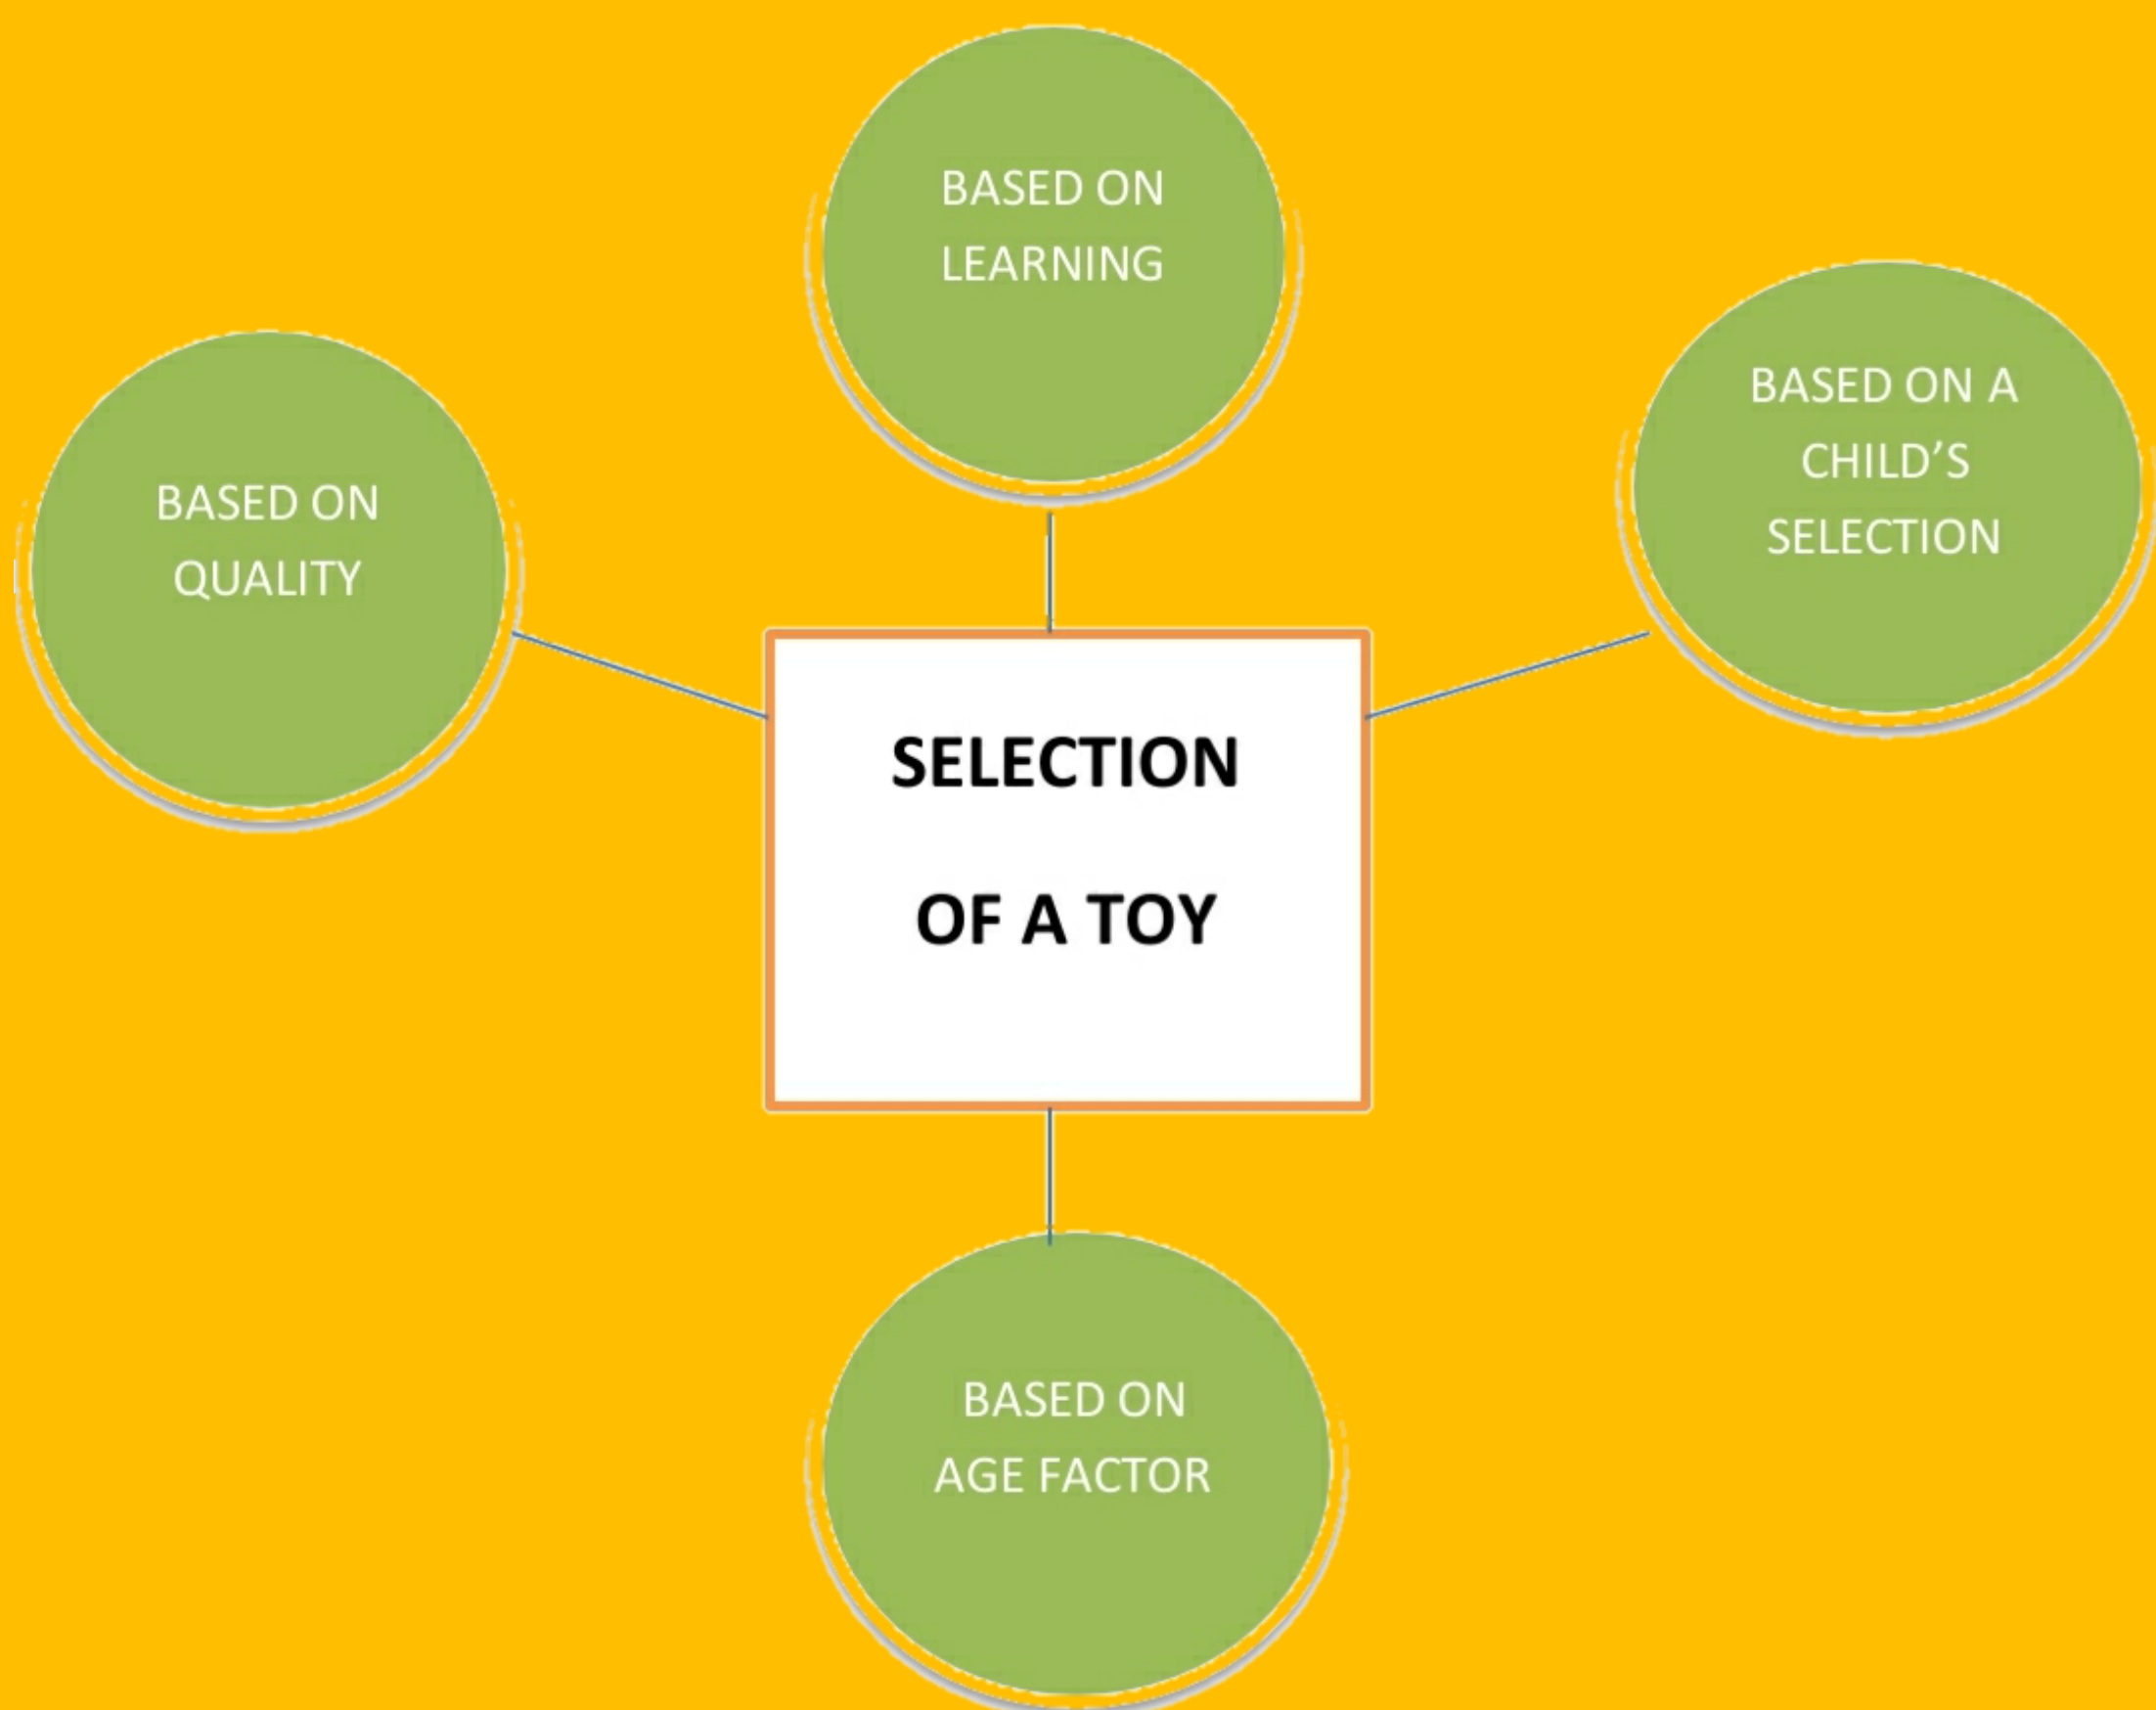 BASED ON
LEARNING
BASED ON A
CHILD’S
SELECTION
BASED ON
QUALITY
SELECTION
OF A TOY
BASED ON
AGE FACTOR